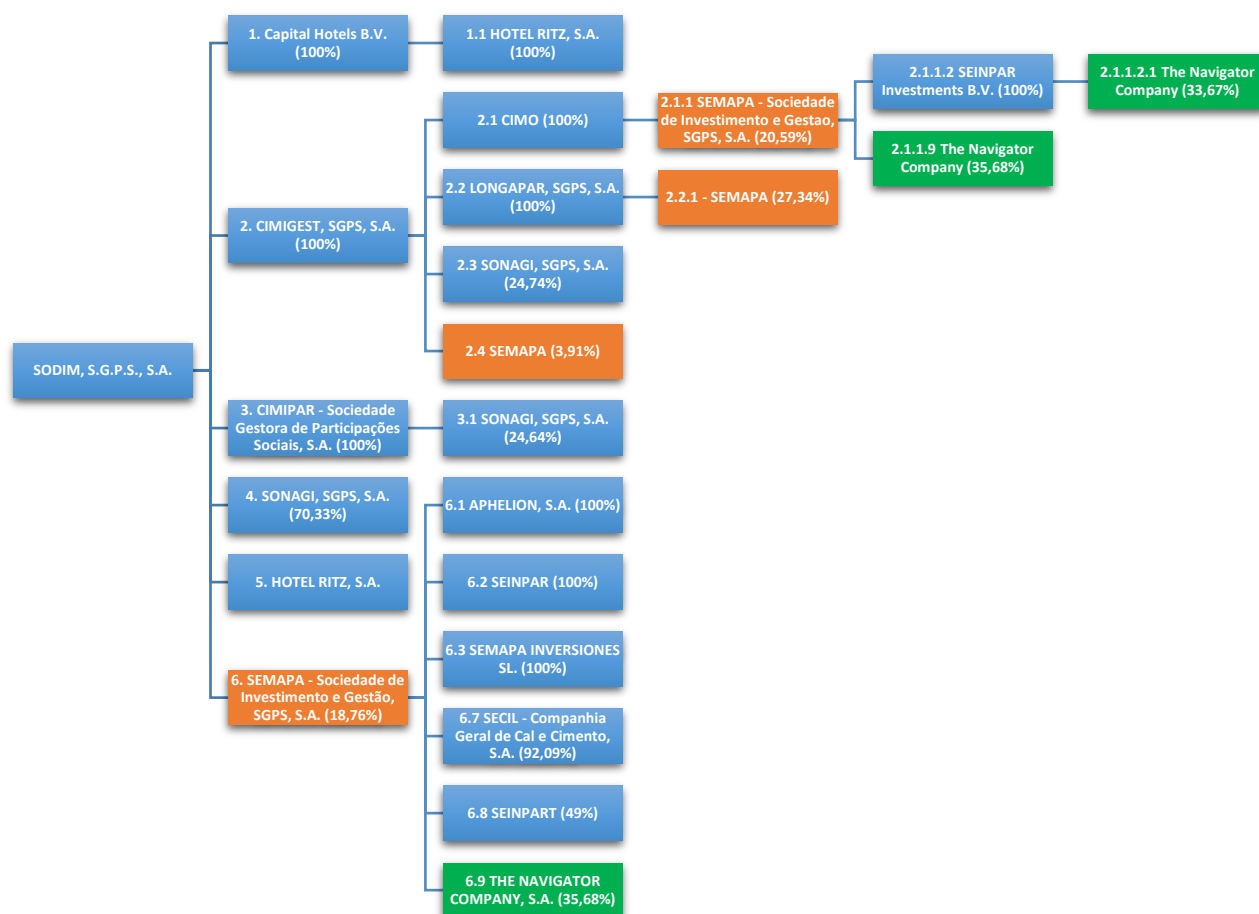 1. Capital Hotels B.V.
(100%)
1.1 HOTEL RITZ, S.A.
(100%)
2.1.1.2 SEINPAR
Investments B.V. (100%)
2.1.1.2.1 The Navigator
Company (33,67%)
2.1 CIMO (100%)
2.1.1 SEMAPA - Sociedade
de Investimento e Gestao,
SGPS, S.A. (20,59%)
2.1.1.9 The Navigator
Company (35,68%)
2.2 LONGAPAR, SGPS, S.A.
(100%)
2.2.1 - SEMAPA (27,34%)
2. CIMIGEST, SGPS, S.A.
(100%)
2.3 SONAGI, SGPS, S.A.
(24,74%)
2.4 SEMAPA (3,91%)
SODIM, S.G.P.S., S.A.
3. CIMIPAR - Sociedade
Gestora de Participações
Sociais, S.A. (100%)
3.1 SONAGI, SGPS, S.A.
(24,64%)
4. SONAGI, SGPS, S.A.
(70,33%)
6.1 APHELION, S.A. (100%)
5. HOTEL RITZ, S.A.
6.2 SEINPAR (100%)
6. SEMAPA - Sociedade de
Investimento e Gestão,
SGPS, S.A. (18,76%)
6.3 SEMAPA INVERSIONES
SL. (100%)
6.7 SECIL - Companhia
Geral de Cal e Cimento,
S.A. (92,09%)
6.8 SEINPART (49%)
6.9 THE NAVIGATOR
COMPANY, S.A. (35,68%)